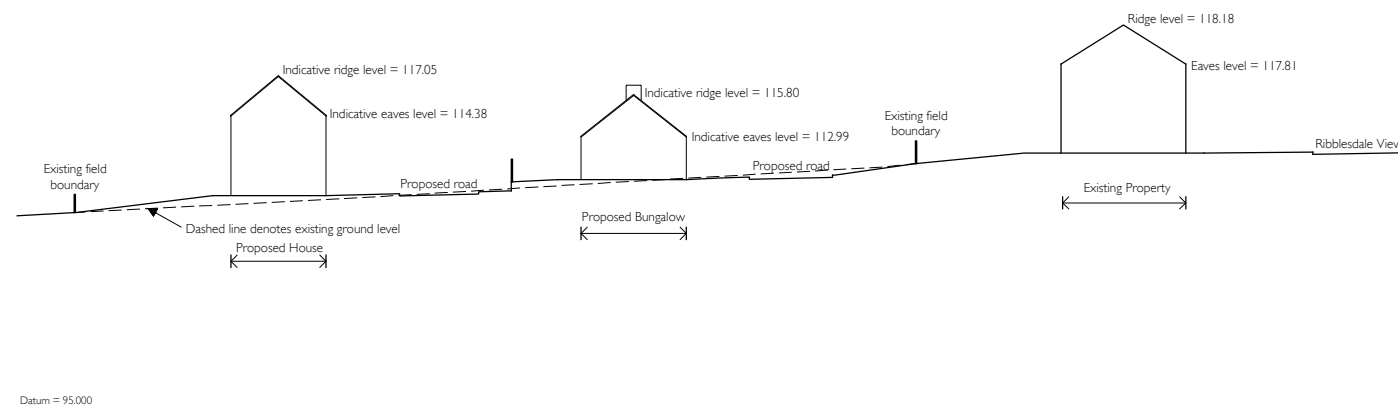 Ridge level = 118.18
Indicative ridge level = 117.05
Eaves level = 117.81
Indicative ridge level = 115.80
Indicative eaves level = 114.38
Existing field
boundary
Indicative eaves level = 112.99
Ribblesdale View
Existing field
boundary
Proposed road
Proposed road
Existing Property
Proposed Bungalow
Dashed line denotes existing ground level
Proposed House
Datum = 95.000